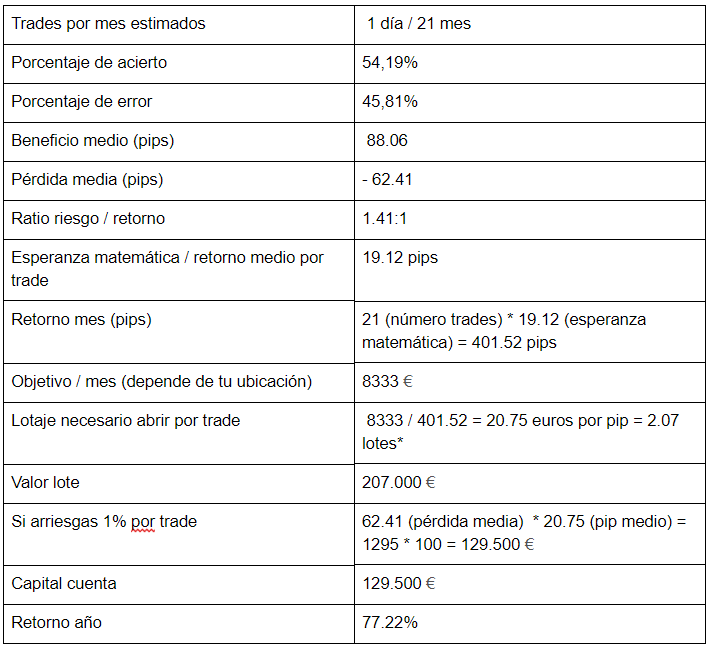 Trades por mes estimados
1 día / 21 mes
Porcentaje de acierto
54,19%
Porcentaje de error
45,81%
Beneficio medio (pips)
88.06
Pérdida media (pips)
- 62.41
Ratio riesgo / retorno
1.41:1
Esperanza matemática / retorno medio por
trade
19.12 pips
Retorno mes (pips)
21 (número trades) * 19.12 (esperanza
matemática) = 401.52 pips
Objetivo / mes (depende de tu ubicación)
8333 €
Lotaje necesario abrir por trade
8333 / 401.52 = 20.75 euros por pip = 2.07
lotes*
Valor lote
207.000 €
Si arriesgas 1% por trade
62.41 (pérdida media) * 20.75 (pip medio) =
1295 * 100 = 129.500 €
Capital cuenta
129.500 €
Retorno año
77.22%